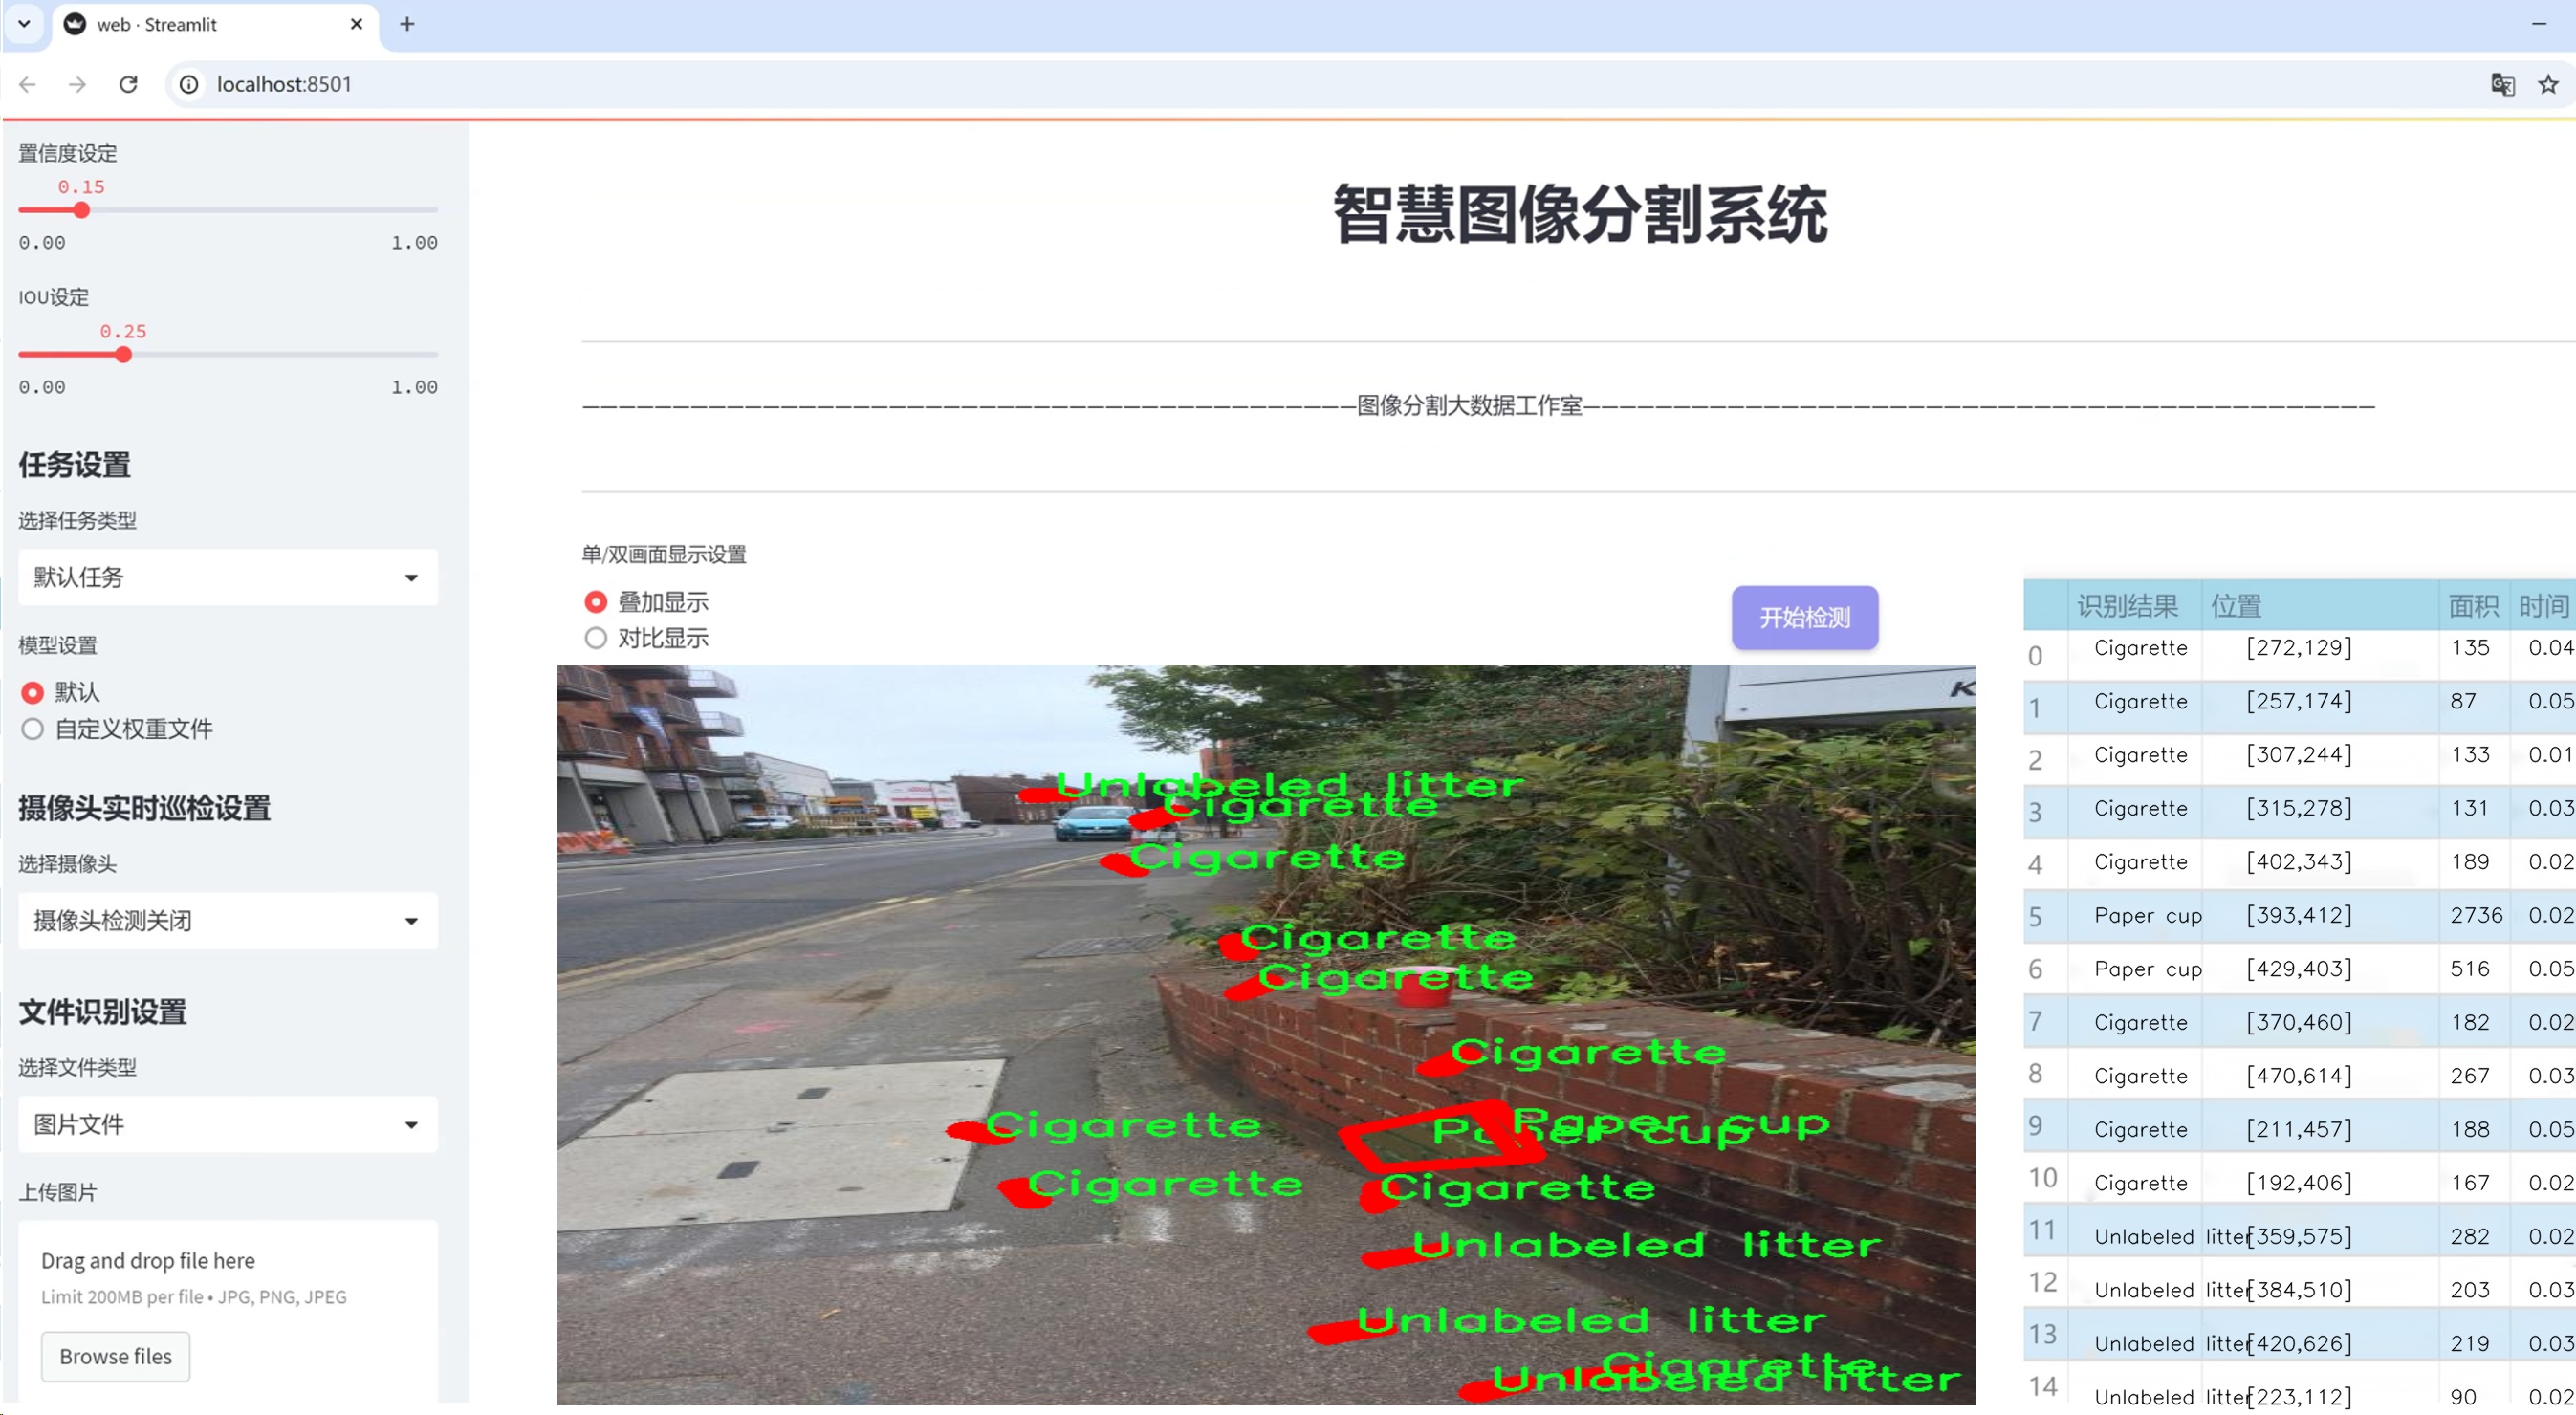 web · Streamlit
localhost:8501
置信度设定
0.15
0.00 1.00
IOU设定
0.25
0.00 1.00
任务设置
选择任务类型
默认任务
模型设置
默认
自定义权重文件
摄像头实时巡检设置
选择摄像头
摄像头检测关闭
文件识别设置
选择文件类型
图片文件
上传图片
Drag and drop file here
Limit 200MB per file • JPG, PNG, JPEG
Browse files
智慧图像分割系统
图像分割大数据工作室
单/双画面显示设置
叠加显示
对比显示
开始检测
K
Unlabeled litter
Cigarette
Cigarette
Cigarette
Cigarette
Cigarette
Paper cup
Paper cup
Cigarette
Cigarette
Cigarette
Unlabeled litter
Unlabeled litter
Cigarette
Unlabeled litter
识别结果 位置 面积 时间
0 Cigarette [272,129] 135 0.04
1 Cigarette [257,174] 87 0.05
2 Cigarette [307,244] 133 0.01
3 Cigarette [315,278] 131 0.03
4 Cigarette [402,343] 189 0.02
5 Paper cup [393,412] 2736 0.02
6 Paper cup [429,403] 516 0.05
7 Cigarette [370,460] 182 0.02
8 Cigarette [470,614] 267 0.03
9 Cigarette [211,457] 188 0.05
10 Cigarette [192,406] 167 0.02
11 Unlabeled litter [359,575] 282 0.02
12 Unlabeled litter [384,510] 203 0.03
13 Unlabeled litter [420,626] 219 0.03
14 Unlabeled litter [223,112] 90 0.02